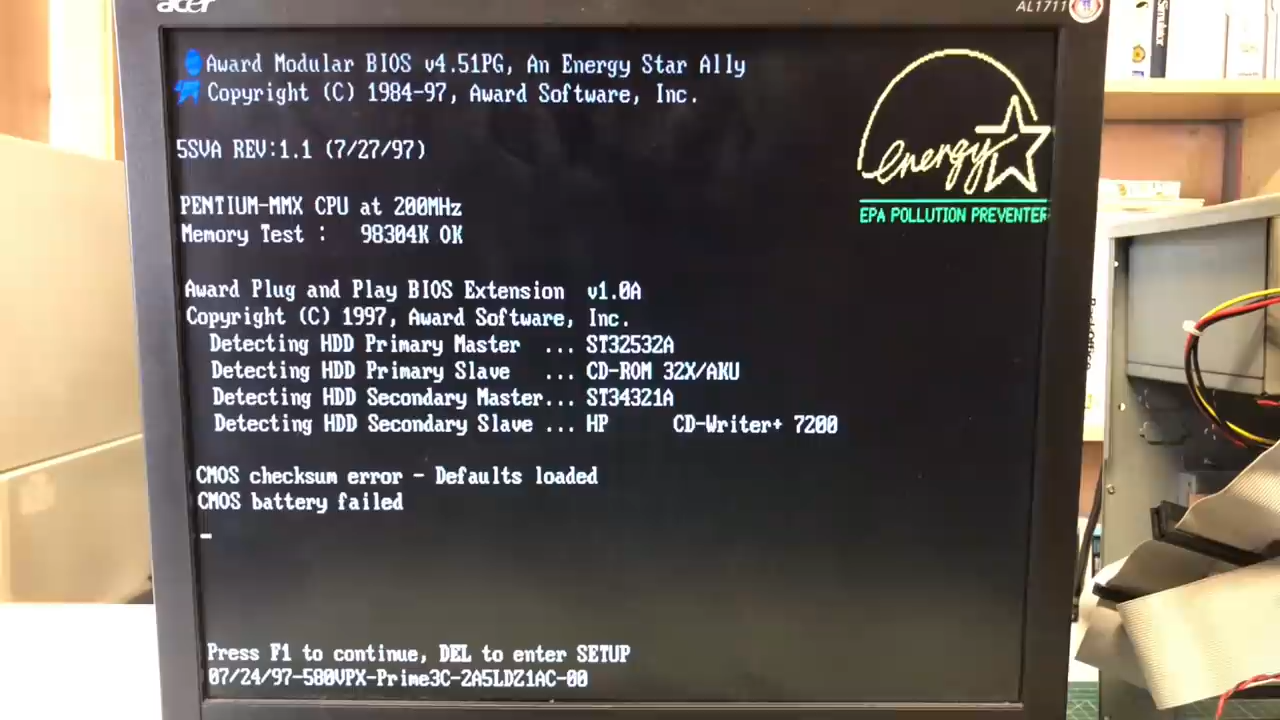 acer
AL1711
Award Modular BIOS v4.51PG, An Energy Star Ally
Copyright (C) 1984-97, Award Software, Inc.
energy
EPA POLLUTION PREVENTER
5SVA REV:1.1 (7/27/97)
PENTIUM-MMX CPU at 200MHz
Memory Test :   98304K OK
Award Plug and Play BIOS Extension  v1.0A
Copyright (C) 1997, Award Software, Inc.
Detecting HDD Primary Master  ... ST32532A
Detecting HDD Primary Slave   ... CD-ROM 32X/AKU
Detecting HDD Secondary Master... ST34321A
Detecting HDD Secondary Slave ... HP      CD-Writer+ 7200
CMOS checksum error - Defaults loaded
CMOS battery failed
Press F1 to continue, DEL to enter SETUP
07/24/97-580VPX-Prime3C-2A5LDZ1AC-00